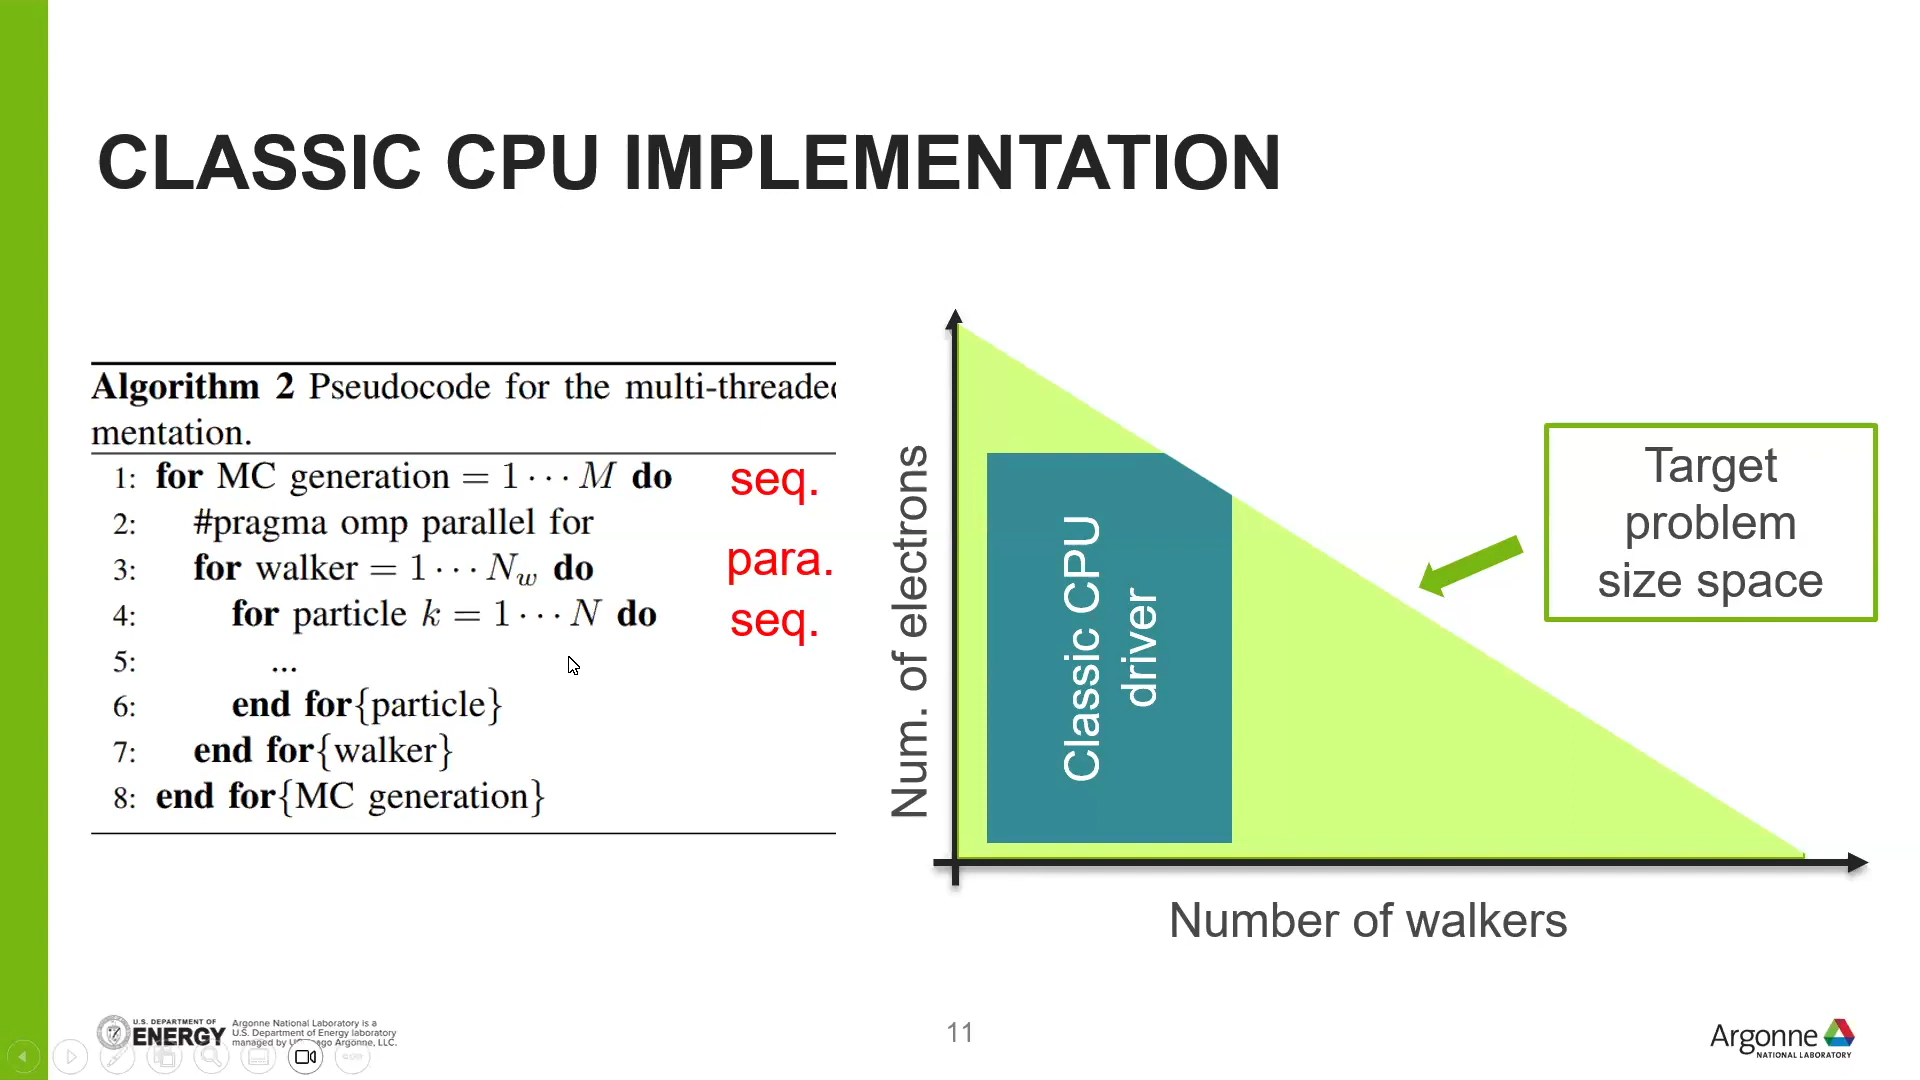 CLASSIC CPU IMPLEMENTATION
Algorithm 2 Pseudocode for the multi-threaded
mentation.
1: for MC generation = 1 ⋯ M do seq.
2: #pragma omp parallel for
3: for walker = 1 ⋯ N_w do para.
4: for particle k = 1 ⋯ N do seq.
5: ...
6: end for{particle}
7: end for{walker}
8: end for{MC generation}
Num. of electrons
Classic CPU
driver
Number of walkers
Target
problem
size space
U.S. DEPARTMENT OF
ENERGY
Argonne National Laboratory is a
U.S. Department of Energy laboratory
managed by Argonne, LLC.
11
Argonne
NATIONAL LABORATORY